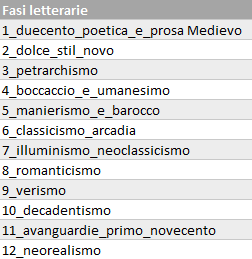 Fasi letterarie
1_duecento_poetica_e_prosa Medievo
2_dolce_stil_novo
3_petrarchismo
4_boccaccio_e_umanesimo
5_manierismo_e_barocco
6_classicismo_arcadia
7_illuminismo_neoclassicismo
8_romanticismo
9_verismo
10_decadentismo
11_avanguardie_primo_novecento
12_neorealismo